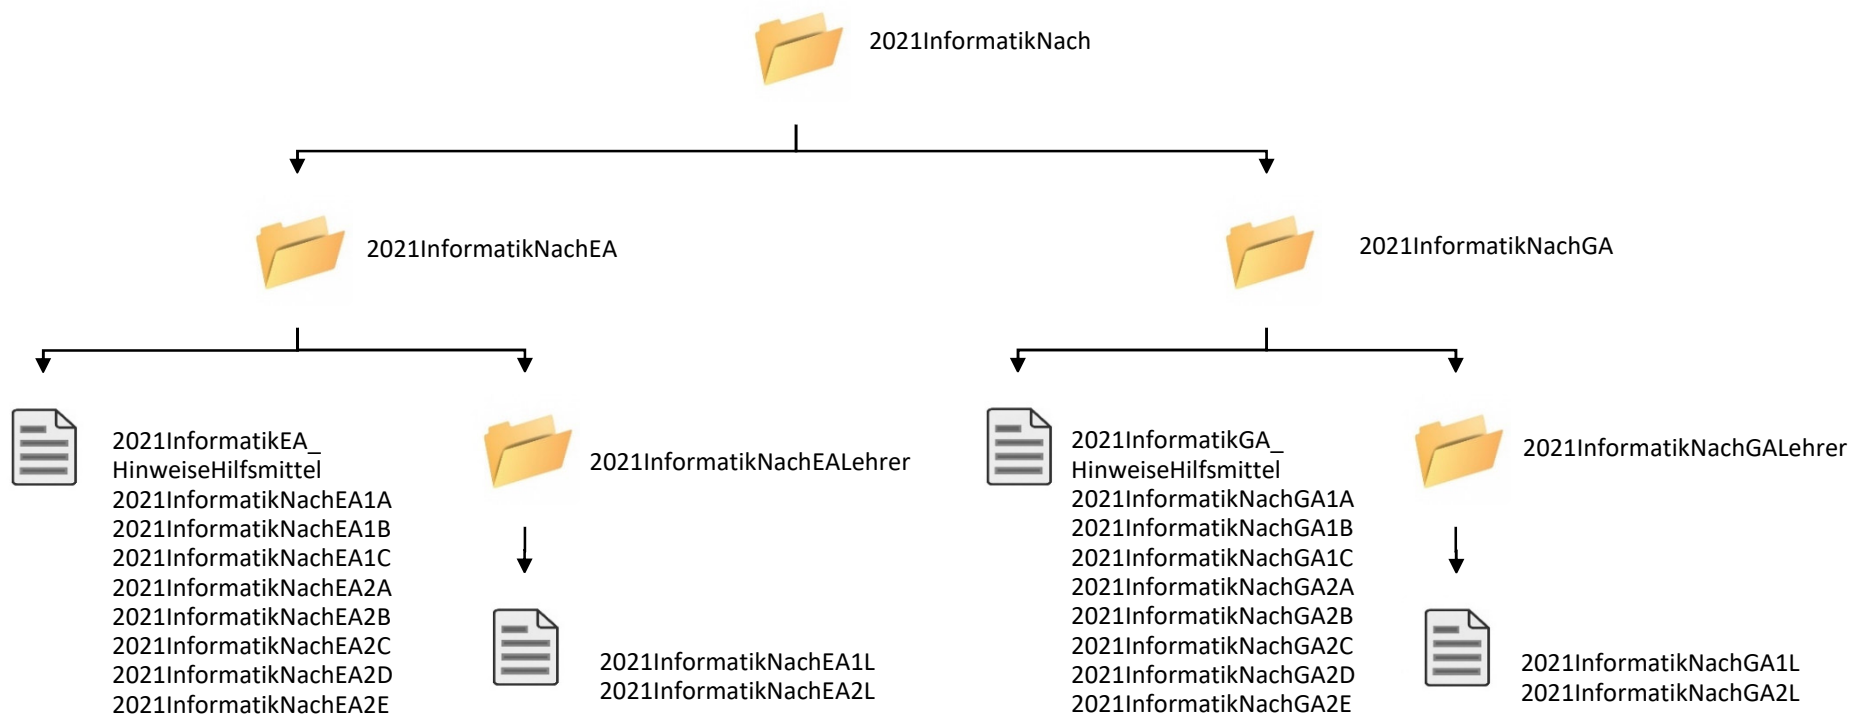 2021InformatikNach
2021InformatikNachEA
2021InformatikNachGA
2021InformatikEA_
HinweiseHilfsmittel
2021InformatikNachEA1A
2021InformatikNachEA1B
2021InformatikNachEA1C
2021InformatikNachEA2A
2021InformatikNachEA2B
2021InformatikNachEA2C
2021InformatikNachEA2D
2021InformatikNachEA2E
2021InformatikNachEALehrer
2021InformatikNachEA1L
2021InformatikNachEA2L
2021InformatikGA_
HinweiseHilfsmittel
2021InformatikNachGA1A
2021InformatikNachGA1B
2021InformatikNachGA1C
2021InformatikNachGA2A
2021InformatikNachGA2B
2021InformatikNachGA2C
2021InformatikNachGA2D
2021InformatikNachGA2E
2021InformatikNachGALehrer
2021InformatikNachGA1L
2021InformatikNachGA2L